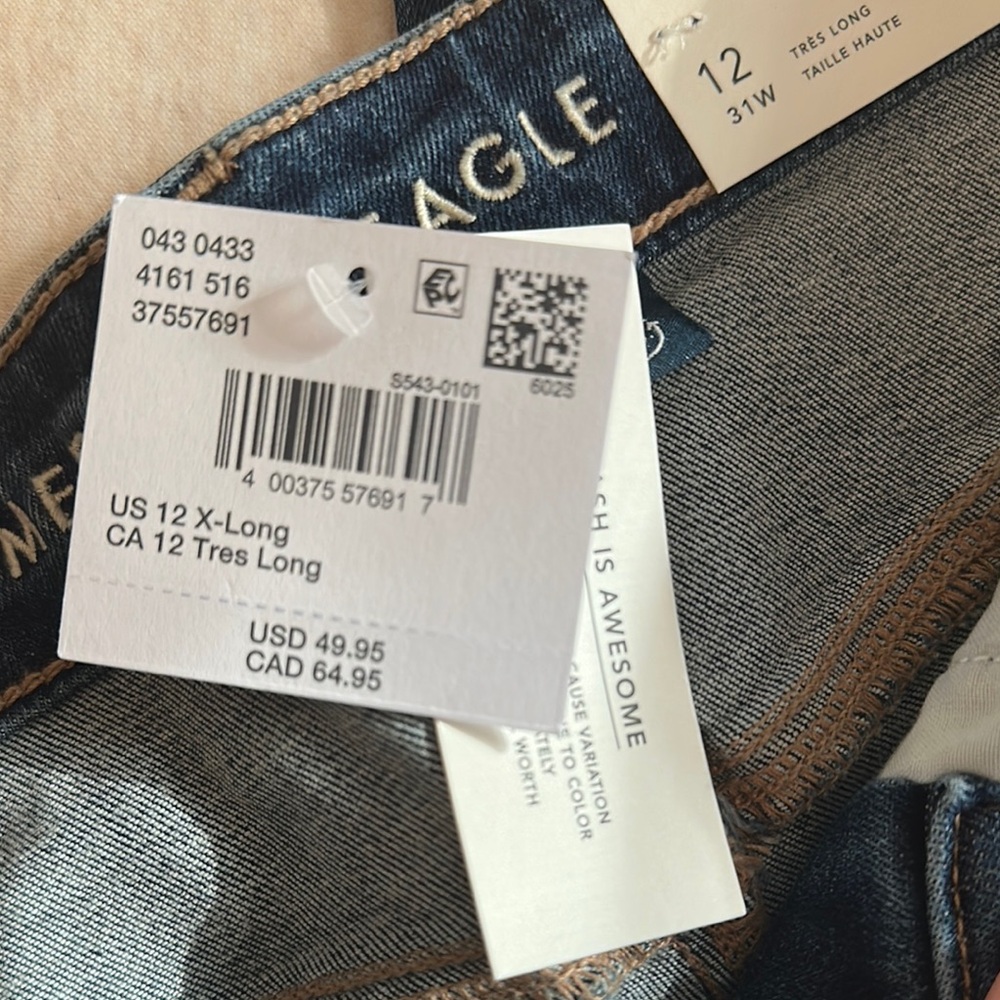 12
31W
TRÈS LONG
TAILLE HAUTE
AGLE
043 0433
4161 516
37557691
S543-0101
6025
4 00375 57691 7
US 12 X-Long
CA 12 Tres Long
USD 49.95
CAD 64.95
IS AWESOME
VARIATION
TO COLOR
WORTH